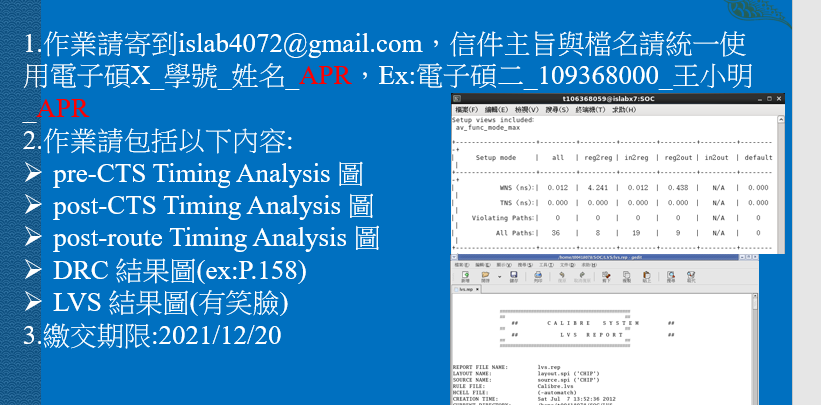 1.作業請寄到islab4072@gmail.com，信件主旨與檔名請統一使
用電子碩X_學號_姓名_APR，Ex:電子碩二_109368000_王小明
_APR
2.作業請包括以下內容:
➢ pre-CTS Timing Analysis 圖
➢ post-CTS Timing Analysis 圖
➢ post-route Timing Analysis 圖
➢ DRC 結果圖(ex:P.158)
➢ LVS 結果圖(有笑臉)
3.繳交期限:2021/12/20
t106368059@islabx7:SOC
檔案(F) 編輯(E) 檢視(V) 搜尋(S) 終端機(T) 求助(H)
Setup views included:
av_func_mode_max
| Setup mode | all | reg2reg | in2reg | reg2out | in2out | default
| WNS (ns):| 0.012 | 4.241 | 0.012 | 0.438 | N/A | 0.000
| TNS (ns):| 0.000 | 0.000 | 0.000 | 0.000 | N/A | 0.000
| Violating Paths:| 0 | 0 | 0 | 0 | N/A | 0
| All Paths:| 36 | 8 | 19 | 9 | N/A | 0
lvs.rep
## CALIBRE SYSTEM ##
## LVS REPORT ##
REPORT FILE NAME: lvs.rep
LAYOUT NAME: layout.spi ('CHIP')
SOURCE NAME: source.spi ('CHIP')
RULE FILE: Calibre.lvs
HCELL FILE: (-automatch)
CREATION TIME: Sat Jul 7 13:52:36 2012